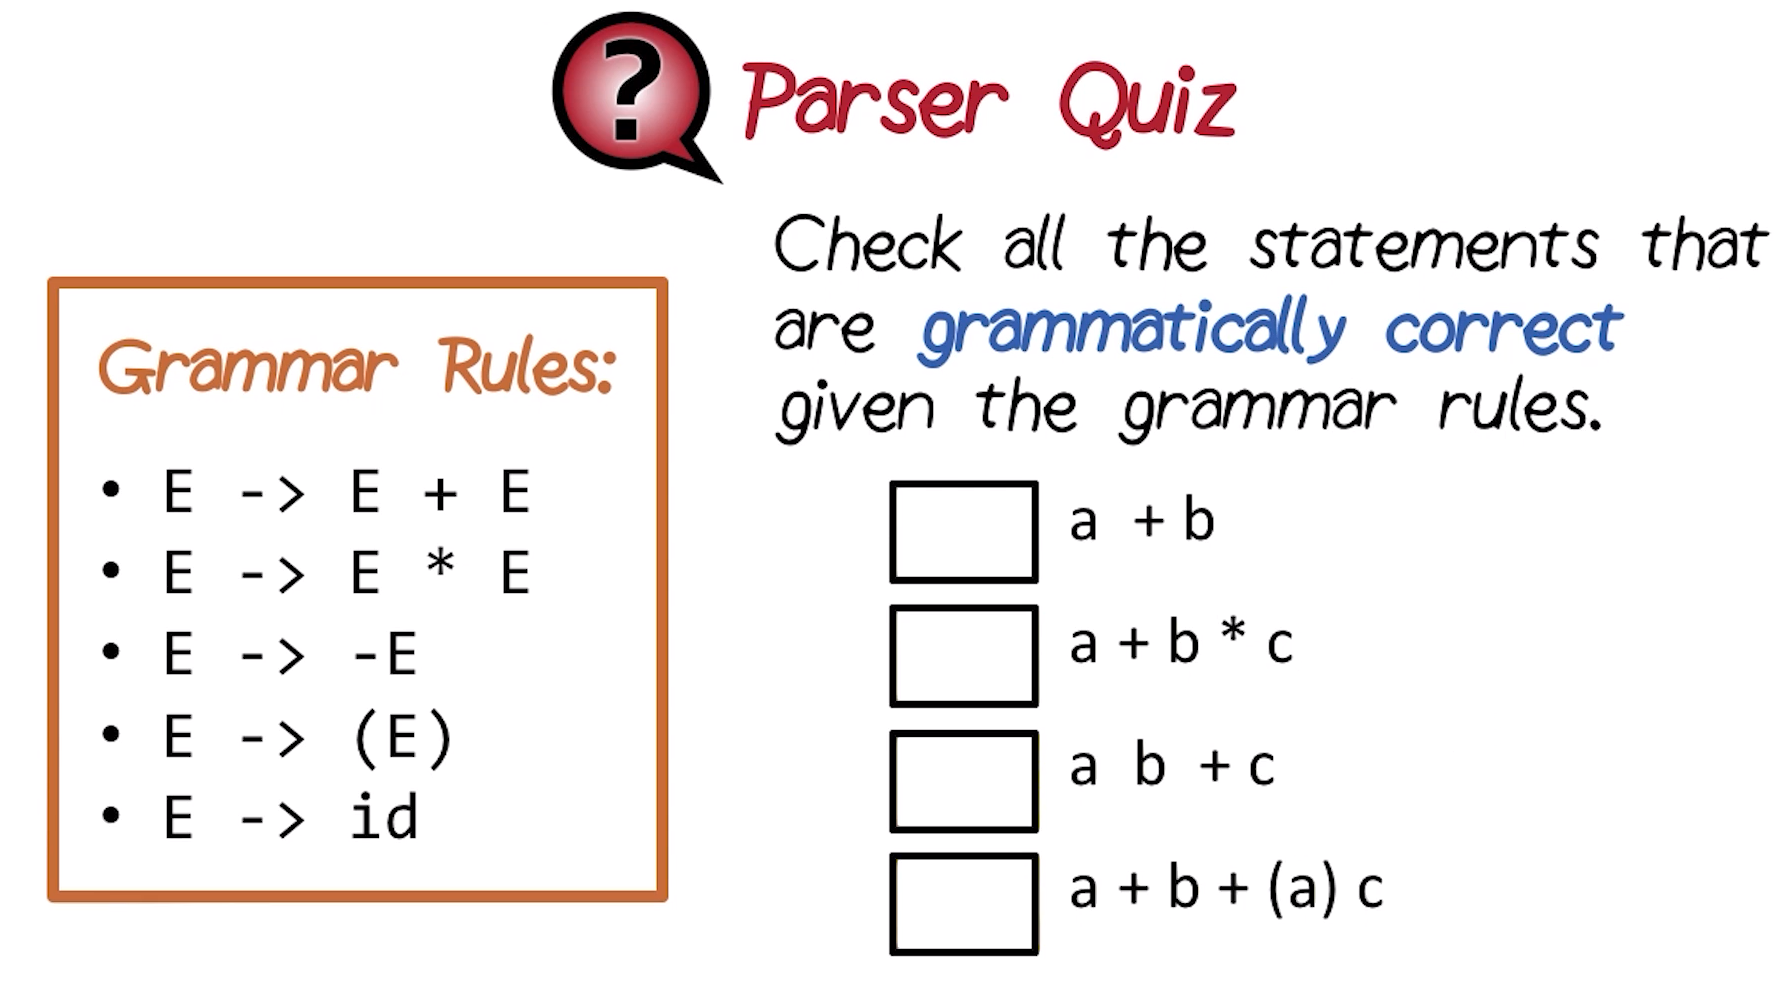 ?
Parser Quiz
Check all the statements that
are grammatically correct
given the grammar rules.
Grammar Rules:
• E -> E + E
• E -> E * E
• E -> -E
• E -> (E)
• E -> id
a + b
a + b * c
a b + c
a + b + (a) c